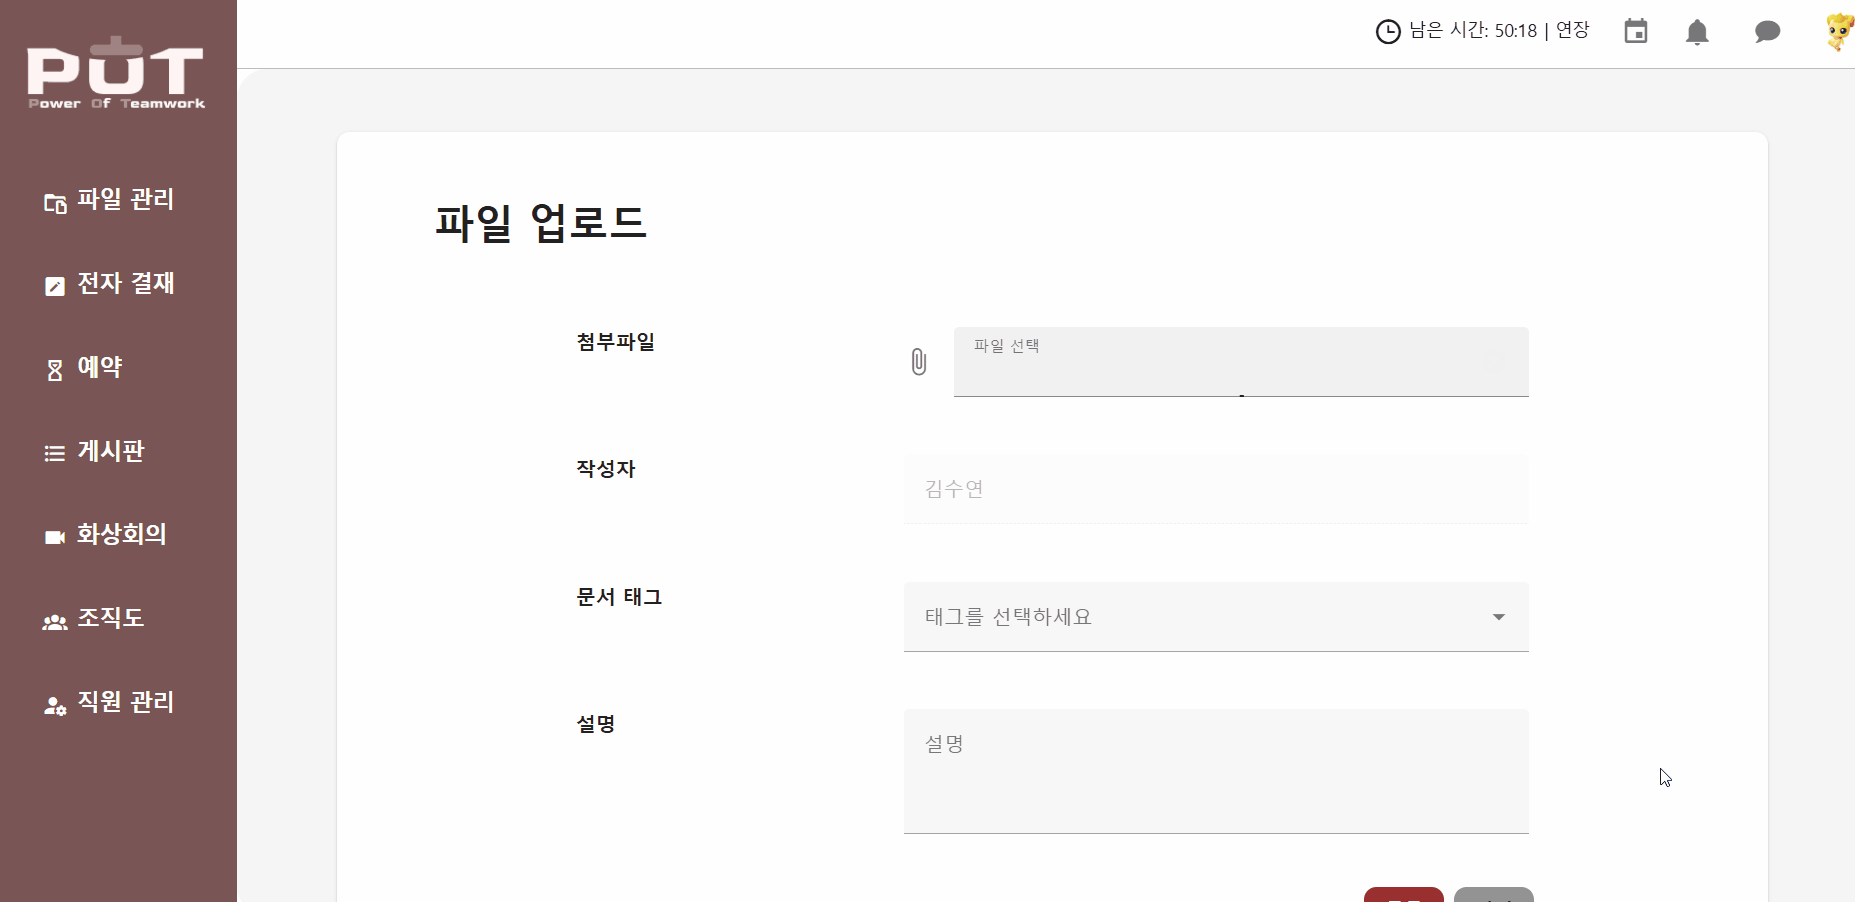 PUT
Power Of Teamwork
남은 시간: 50:18 | 연장
파일 관리
전자 결재
예약
게시판
화상회의
조직도
직원 관리
파일 업로드
첨부파일
파일 선택
작성자
김수연
문서 태그
태그를 선택하세요
설명
설명